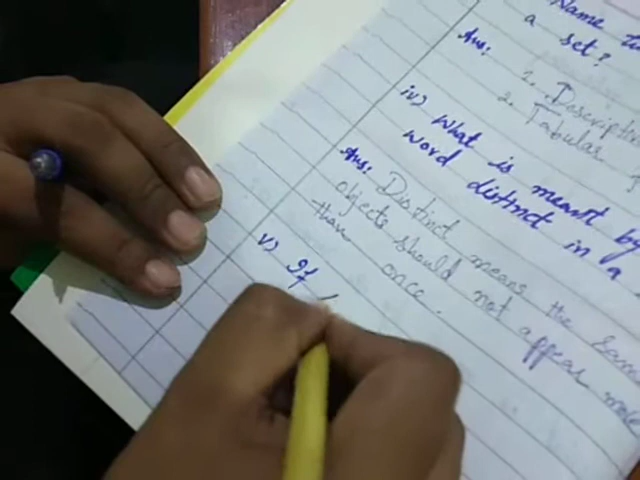 Name
a set?
Ans:
1. Descriptio
2. Tabular f
iv) What is meant by
word distinct in a
Ans: Distinct means the same
objects should not appear more
than once.
v) If